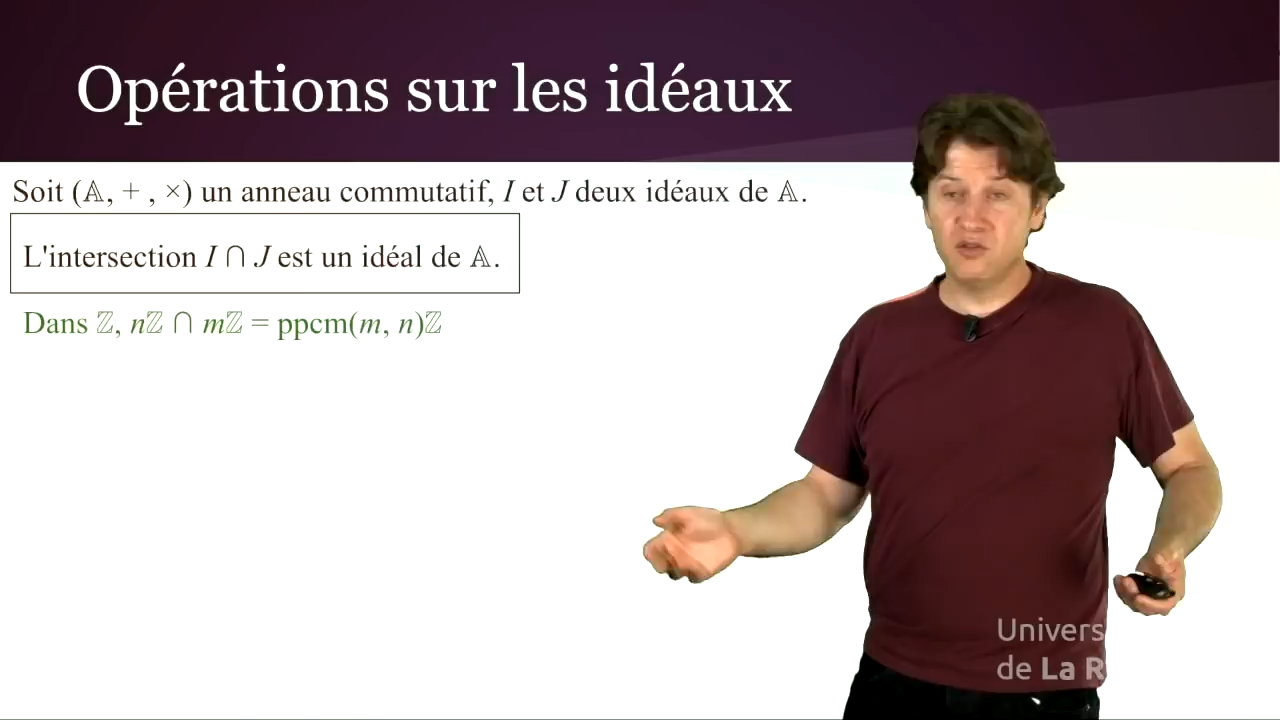 Opérations sur les idéaux
Soit (𝔸, + , ×) un anneau commutatif, I et J deux idéaux de 𝔸.
L'intersection I ∩ J est un idéal de 𝔸.
Dans ℤ, nℤ ∩ mℤ = ppcm(m, n)ℤ
Univers
de La R